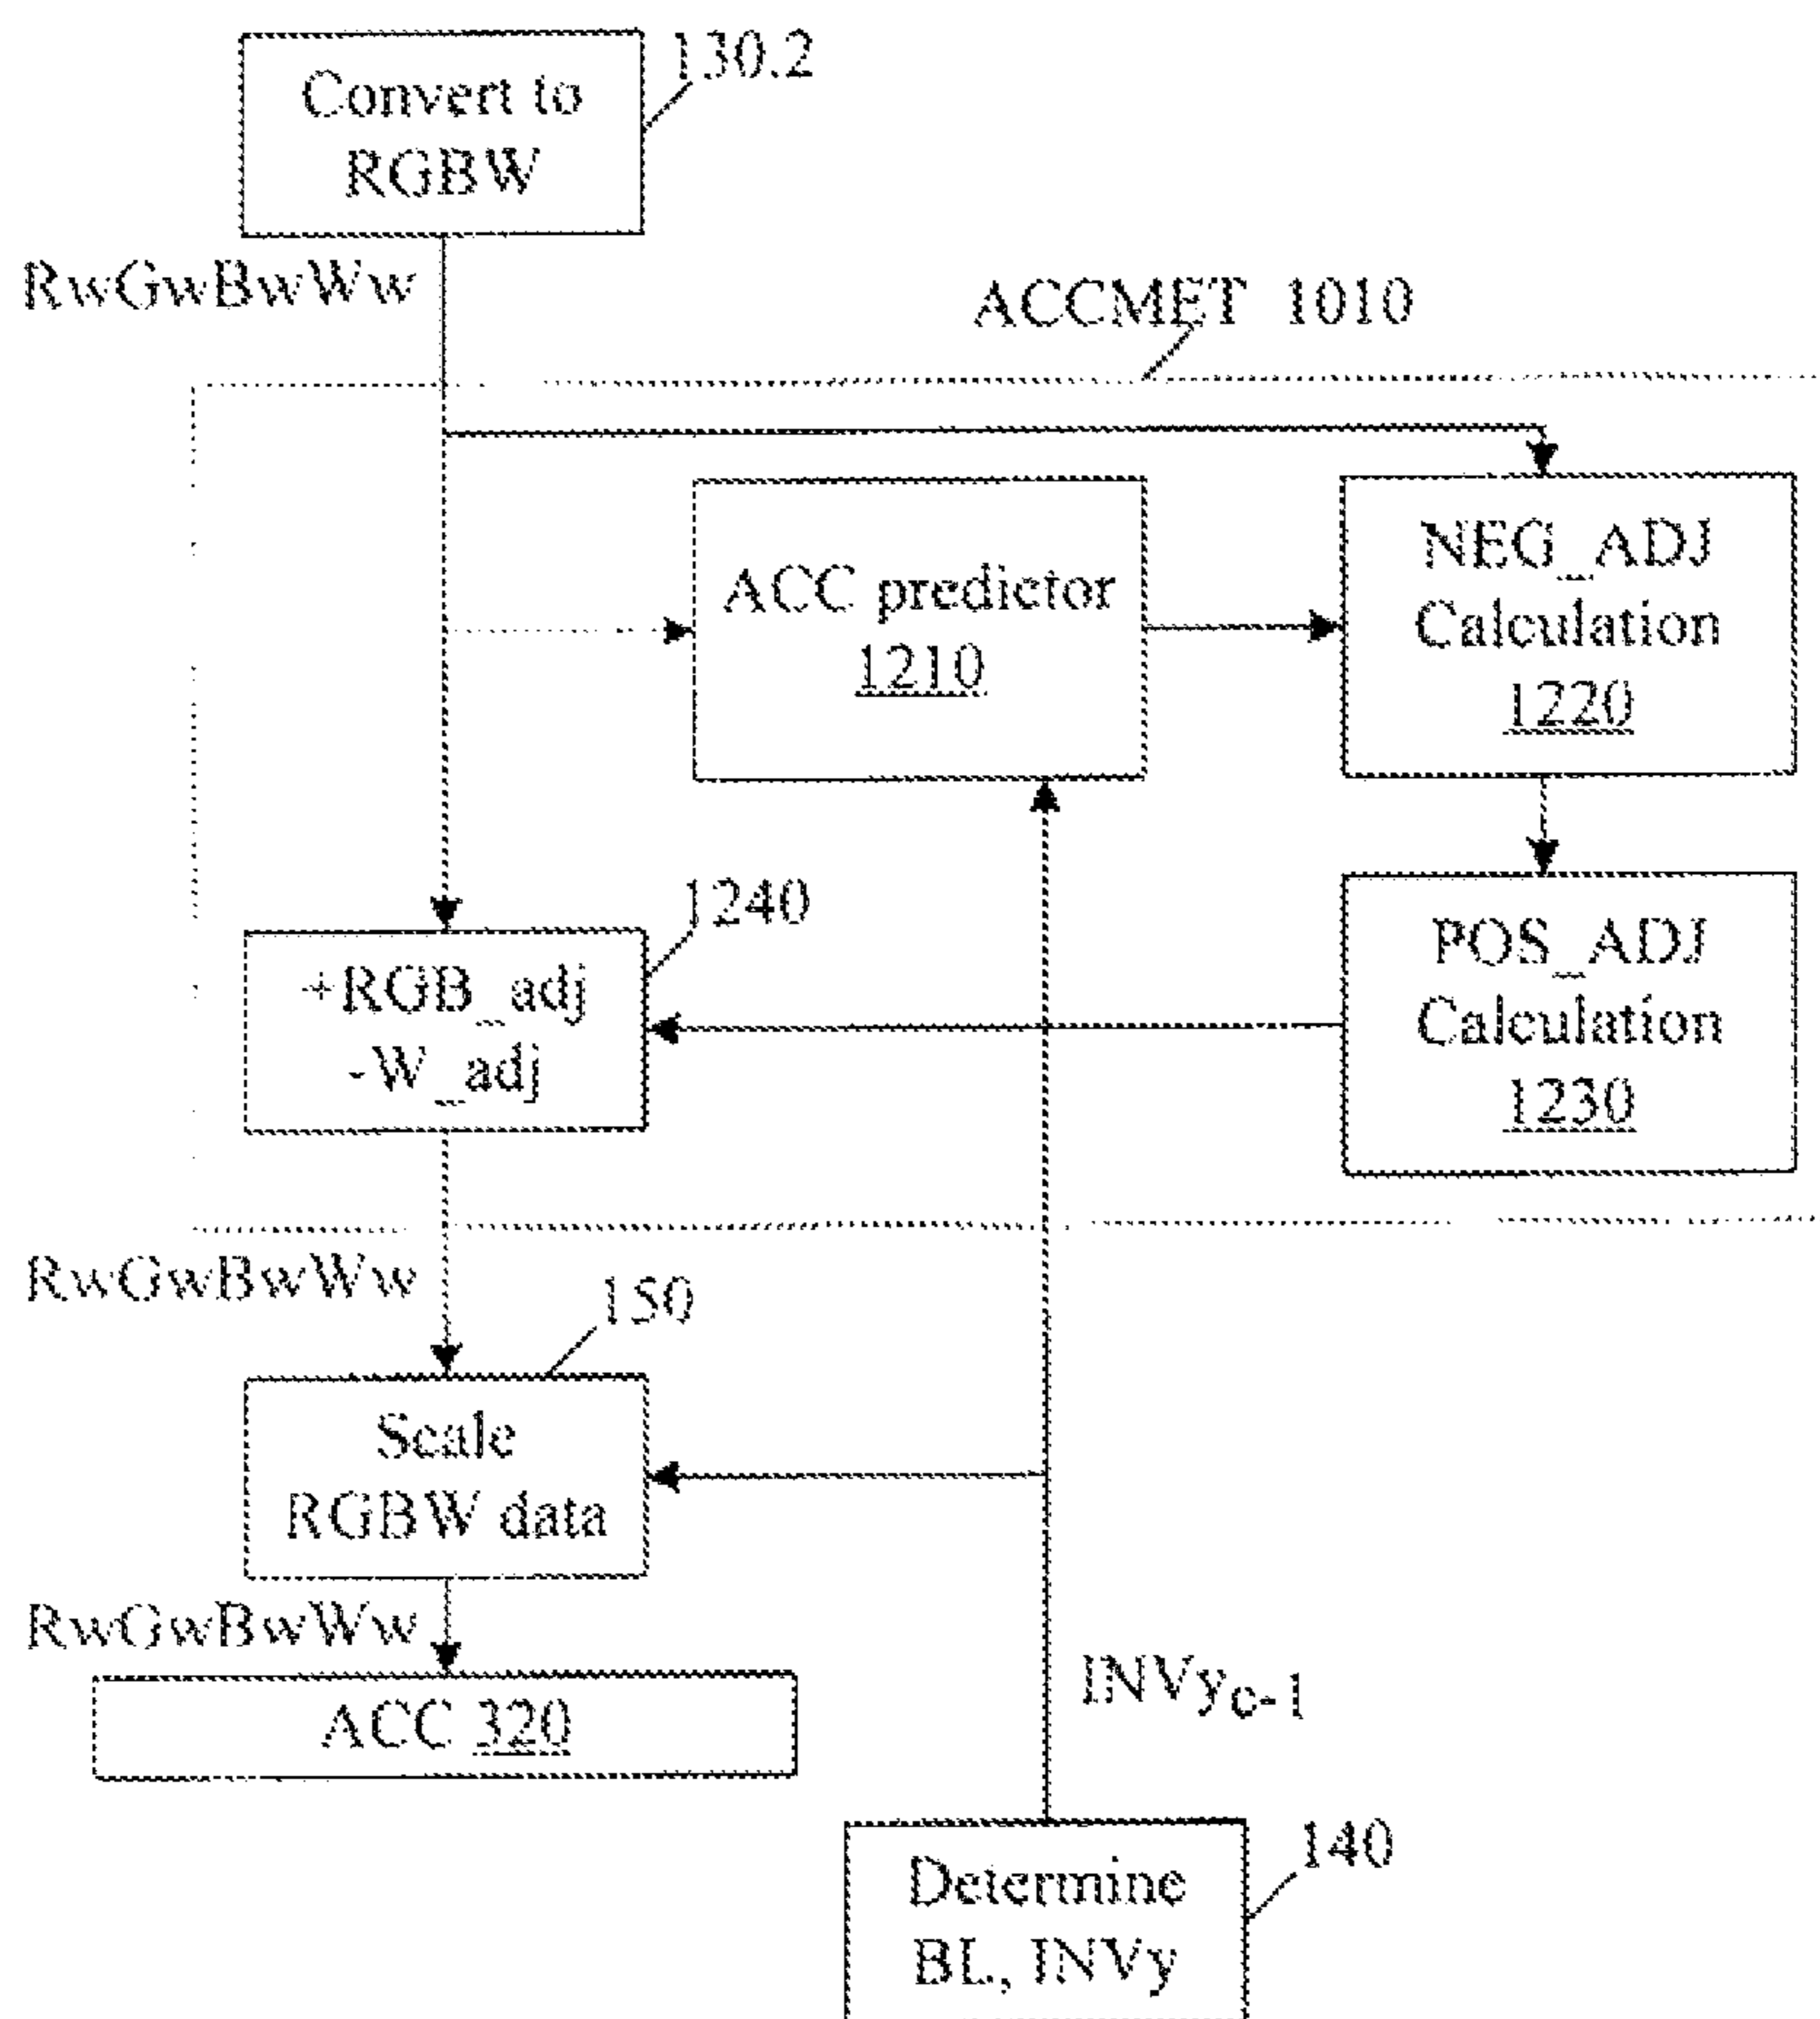 Convert to
RGBW
130.2
RwGwBwWw
ACCMET 1010
ACC predictor
1210
NEG_ADJ
Calculation
1220
1240
+RGB_adj
-W_adj
POS_ADJ
Calculation
1230
RwGwBwWw
150
Scale
RGBW data
RwGwBwWw
ACC 320
INVyc-1
Determine
BL, INVy
140